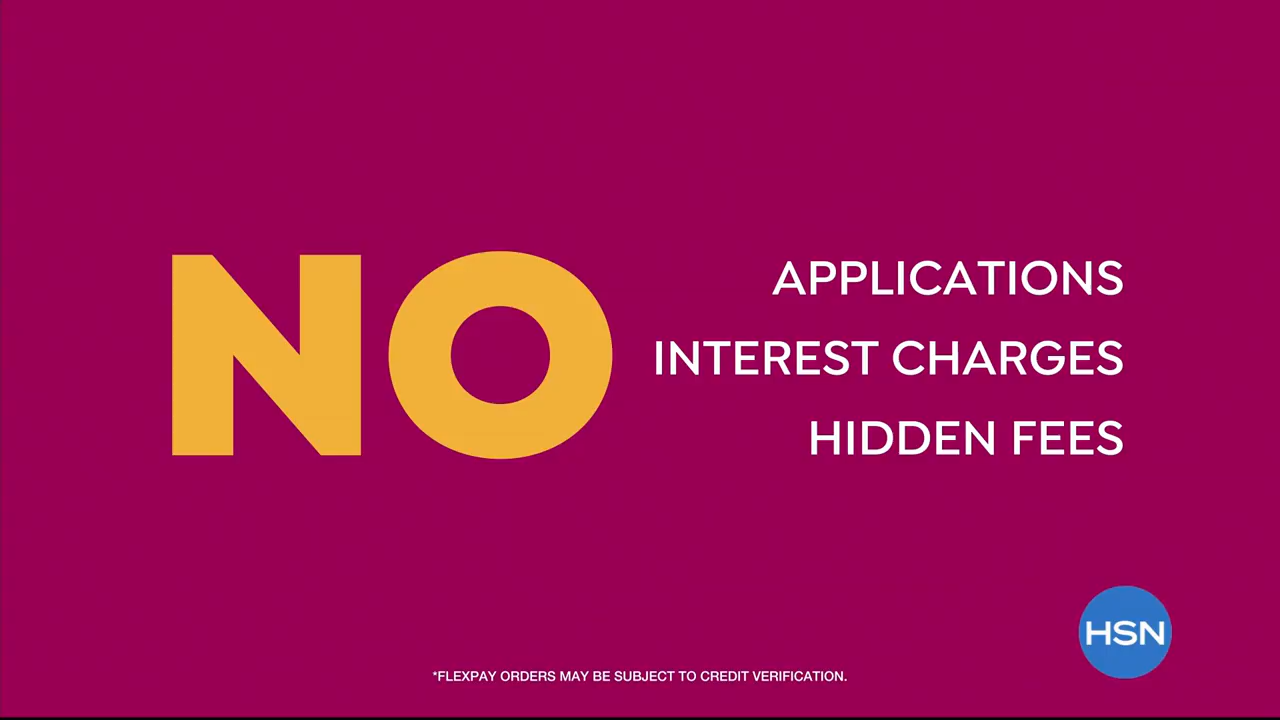 NO
APPLICATIONS
INTEREST CHARGES
HIDDEN FEES
HSN
*FLEXPAY ORDERS MAY BE SUBJECT TO CREDIT VERIFICATION.